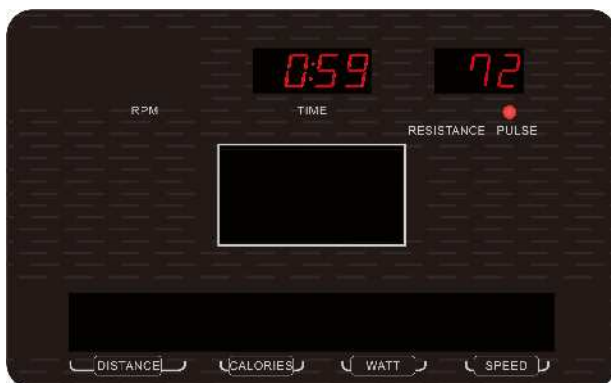 0:59 72
RPM TIME
RESISTANCE PULSE
DISTANCE CALORIES WATT SPEED